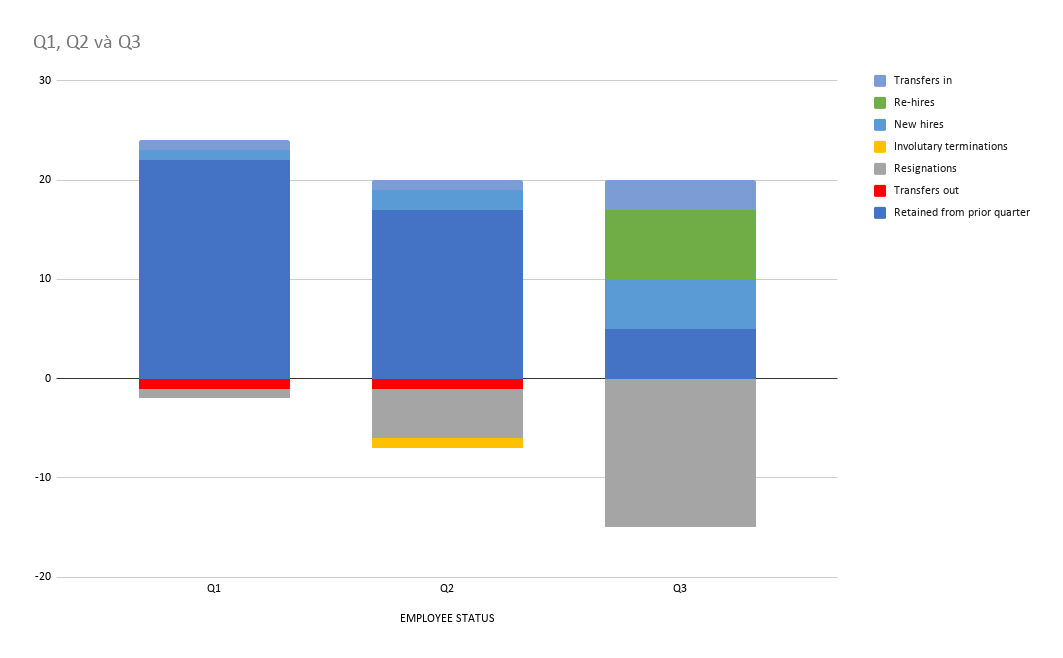 Q1, Q2 và Q3
30
20
10
0
-10
-20
Q1
Q2
Q3
EMPLOYEE STATUS
Transfers in
Re-hires
New hires
Involutary terminations
Resignations
Transfers out
Retained from prior quarter